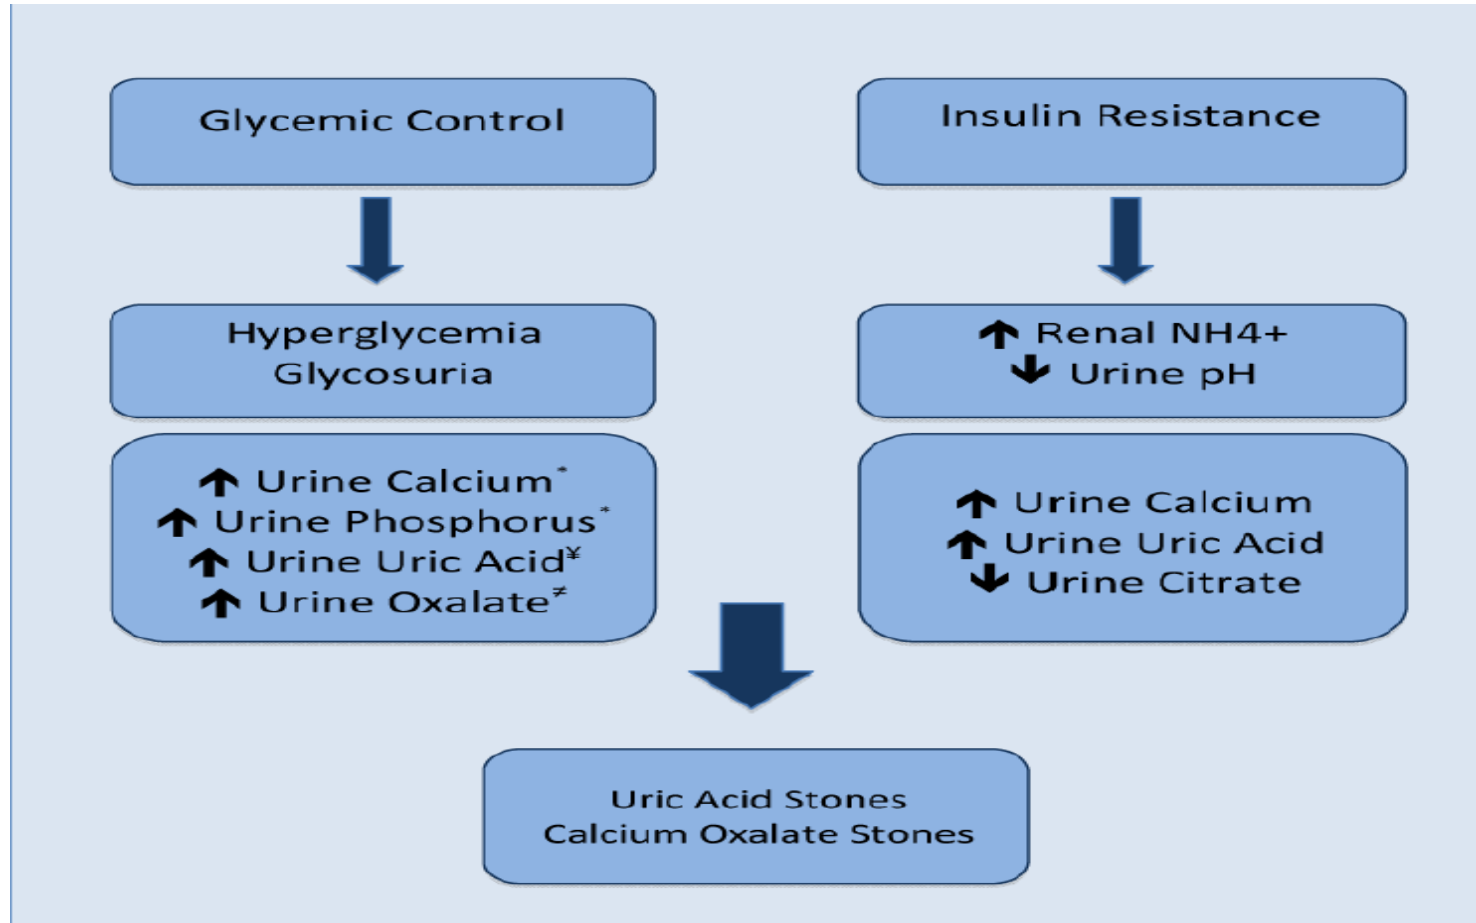 Glycemic Control
Hyperglycemia
Glycosuria
↑ Urine Calcium*
↑ Urine Phosphorus*
↑ Urine Uric Acid¥
↑ Urine Oxalate≠
Insulin Resistance
↑ Renal NH4+
↓ Urine pH
↑ Urine Calcium
↑ Urine Uric Acid
↓ Urine Citrate
Uric Acid Stones
Calcium Oxalate Stones